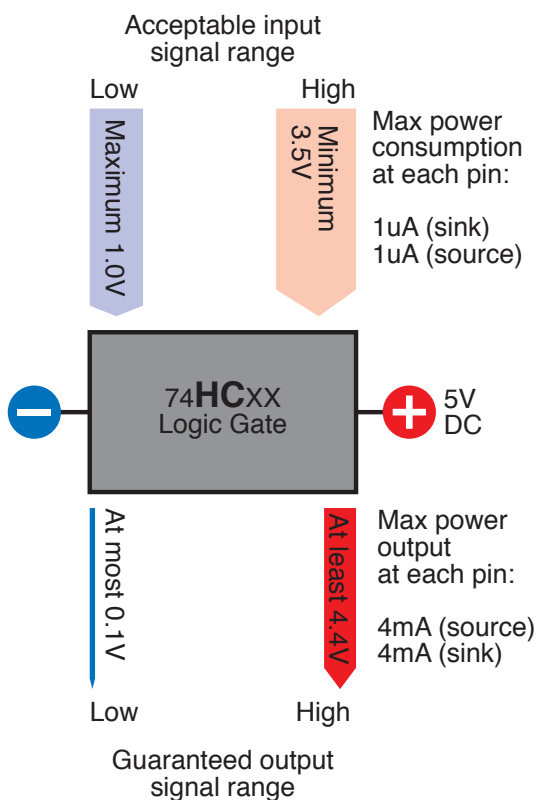 Acceptable input
signal range
Low
High
Maximum 1.0V
Minimum
3.5V
Max power
consumption
at each pin:
1uA (sink)
1uA (source)
74HCXX
Logic Gate
5V
DC
At most 0.1V
At least 4.4V
Max power
output
at each pin:
4mA (source)
4mA (sink)
Low
High
Guaranteed output
signal range